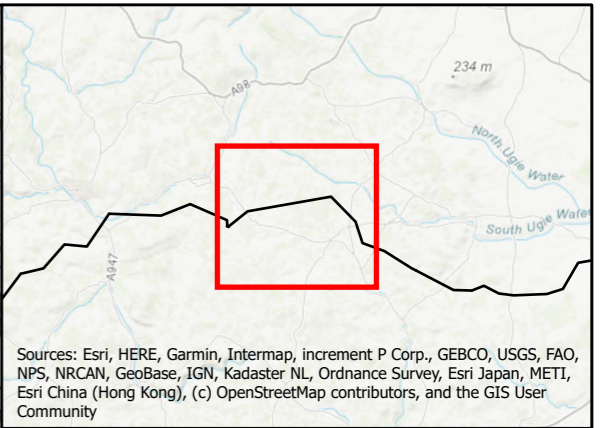 234 m
A98
North Ugie Water
South Ugie Water
A947
Sources: Esri, HERE, Garmin, Intermap, increment P Corp., GEBCO, USGS, FAO,
NPS, NRCAN, GeoBase, IGN, Kadaster NL, Ordnance Survey, Esri Japan, METI,
Esri China (Hong Kong), (c) OpenStreetMap contributors, and the GIS User
Community